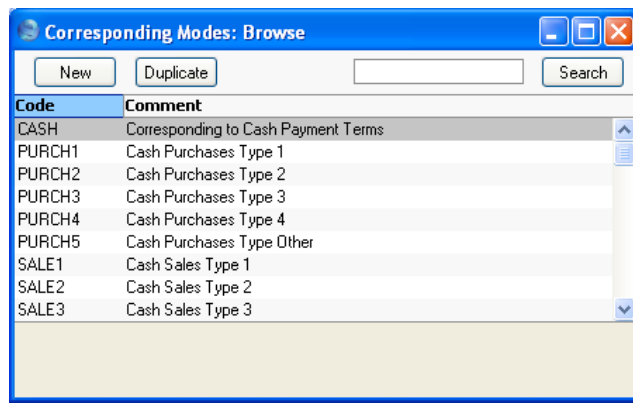 Corresponding Modes: Browse
New Duplicate Search
Code Comment
CASH Corresponding to Cash Payment Terms
PURCH1 Cash Purchases Type 1
PURCH2 Cash Purchases Type 2
PURCH3 Cash Purchases Type 3
PURCH4 Cash Purchases Type 4
PURCH5 Cash Purchases Type Other
SALE1 Cash Sales Type 1
SALE2 Cash Sales Type 2
SALE3 Cash Sales Type 3